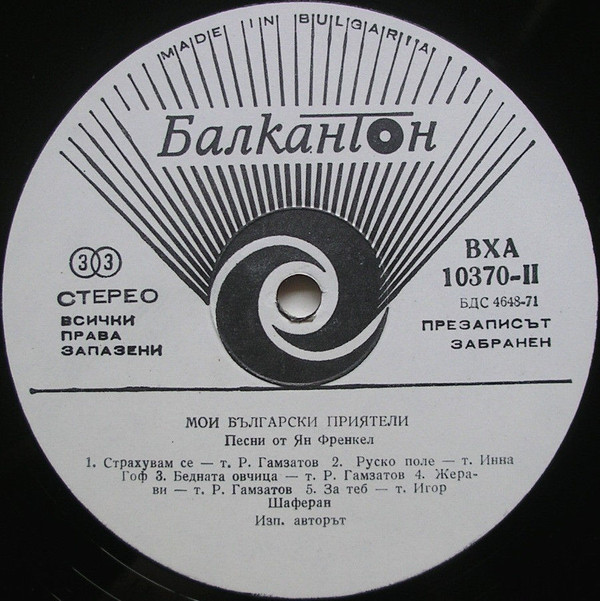 MADE IN BULGARIA
Балкантон
33
СТЕРЕО
ВСИЧКИ
ПРАВА
ЗАПАЗЕНИ
ВХА
10370-II
БДС 4648-71
ПРЕЗАПИСЪТ
ЗАБРАНЕН
МОИ БЪЛГАРСКИ ПРИЯТЕЛИ
Песни от Ян Френкел
1. Страхувам се — т. Р. Гамзатов 2. Руско поле — т. Инна
Гоф 3. Бедната овчица — т. Р. Гамзатов 4. Жера-
ви — т. Р. Гамзатов 5. За теб — т. Игор
Шаферан
Изп. авторът